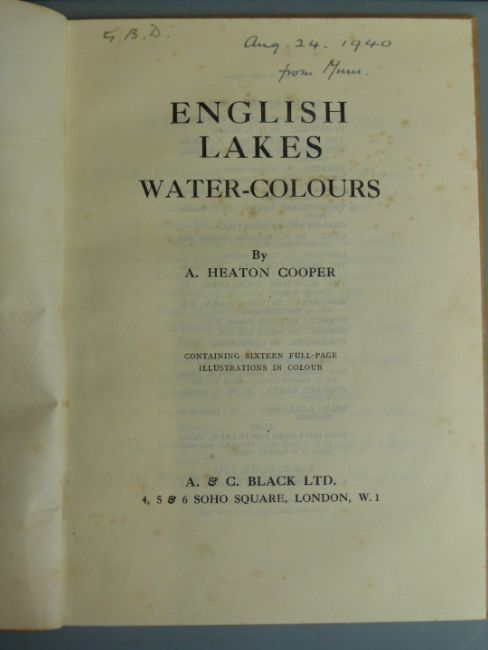 G.B.D.
Aug. 24. 1940
from Mum.
ENGLISH
LAKES
WATER-COLOURS
By
A. HEATON COOPER
CONTAINING SIXTEEN FULL-PAGE
ILLUSTRATIONS IN COLOUR
A. & C. BLACK LTD.
4, 5 & 6 SOHO SQUARE, LONDON, W.1